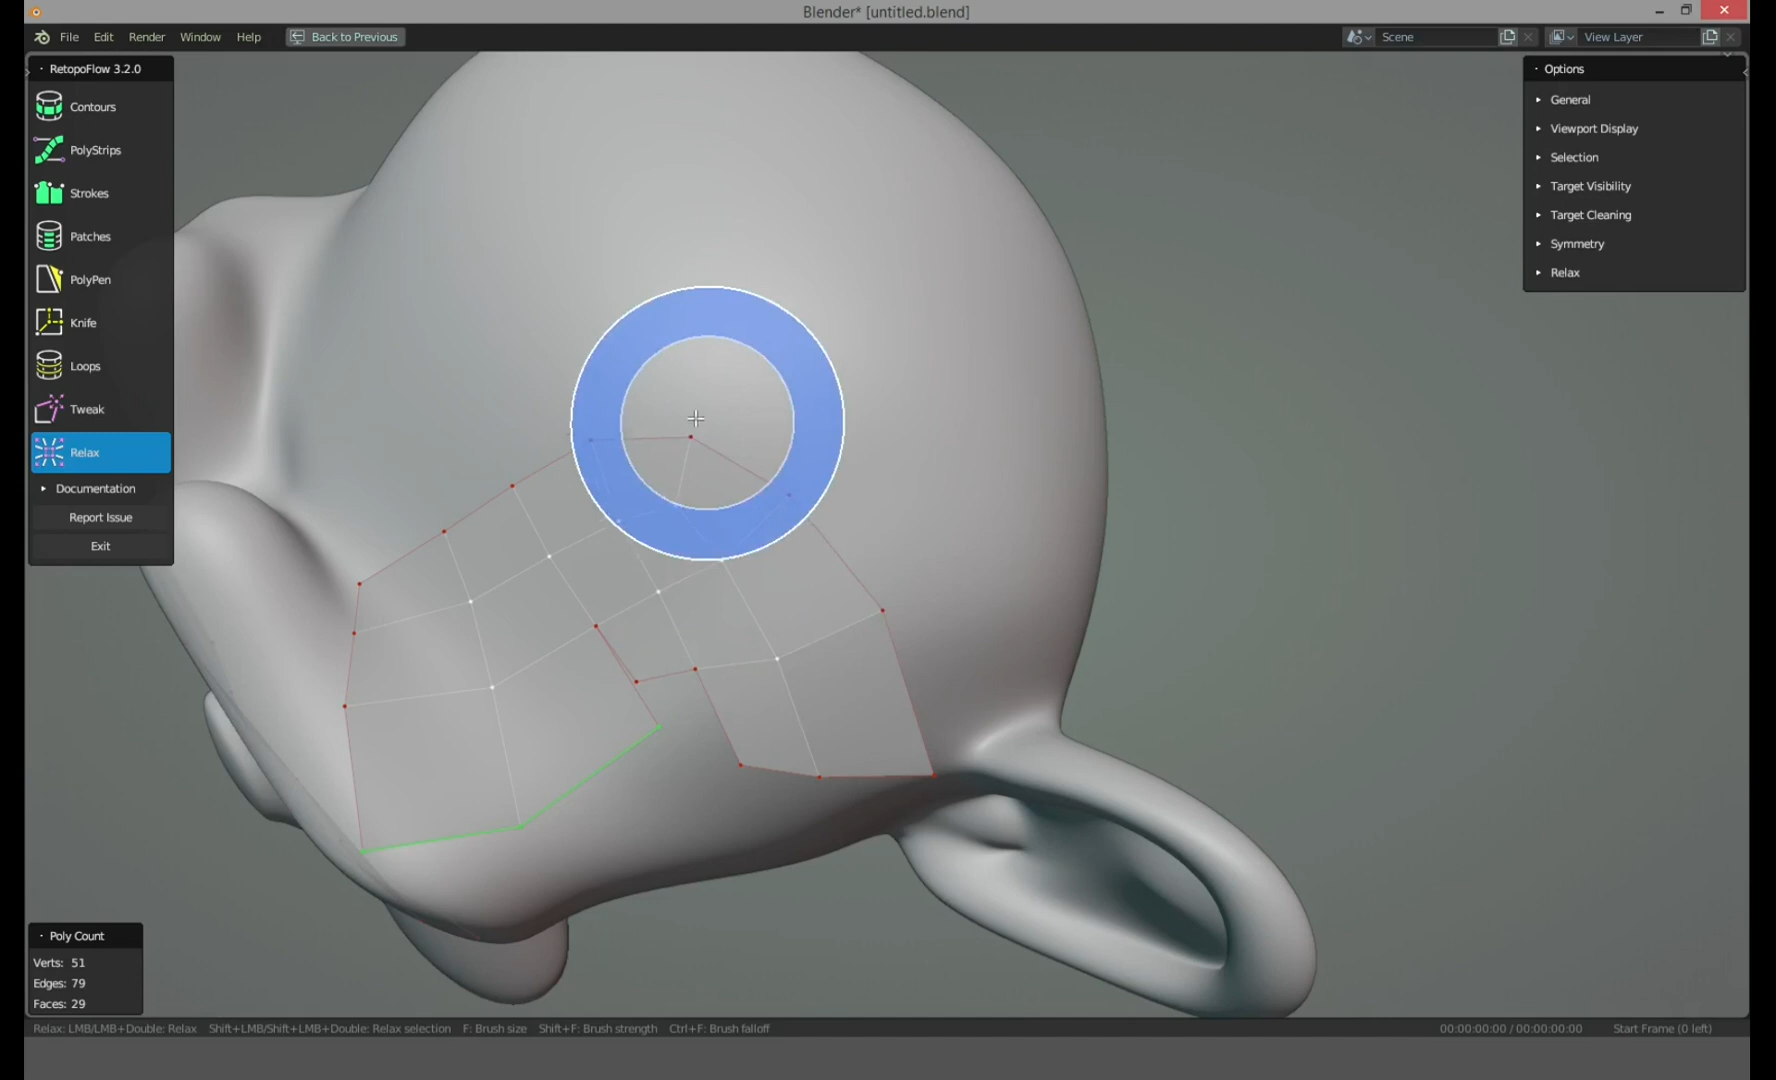 Blender* [untitled.blend]
File Edit Render Window Help Back to Previous Scene View Layer
RetopoFlow 3.2.0
Contours
PolyStrips
Strokes
Patches
PolyPen
Knife
Loops
Tweak
Relax
Documentation
Report Issue
Exit
Options
General
Viewport Display
Selection
Target Visibility
Target Cleaning
Symmetry
Relax
Poly Count
Verts: 51
Edges: 79
Faces: 29
Relax: LMB/LMB+Double: Relax Shift+LMB/Shift+LMB+Double: Relax selection F: Brush size Shift+F: Brush strength Ctrl+F: Brush falloff 00:00:00:00 / 00:00:00:00 Start Frame (0 left)